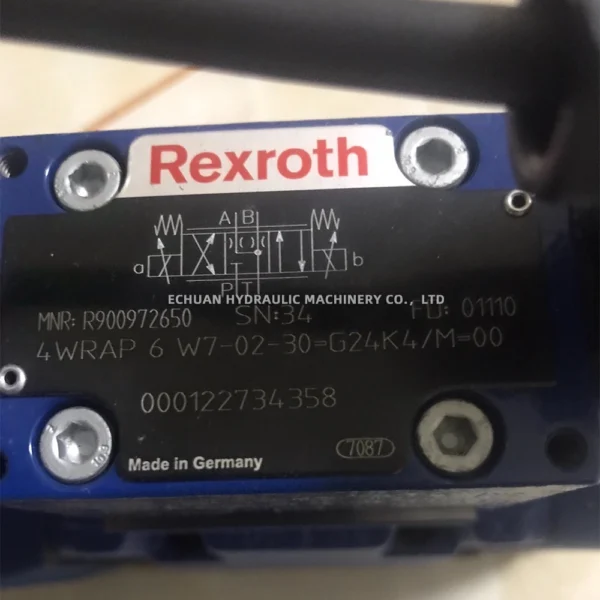 Rexroth
A B
a b
P T
ECHUAN HYDRAULIC MACHINERY CO., LTD
MNR: R900972650 SN:34 FD: 01110
4WRAP 6 W7-02-30=G24K4/M=00
000122734358
Made in Germany 7087